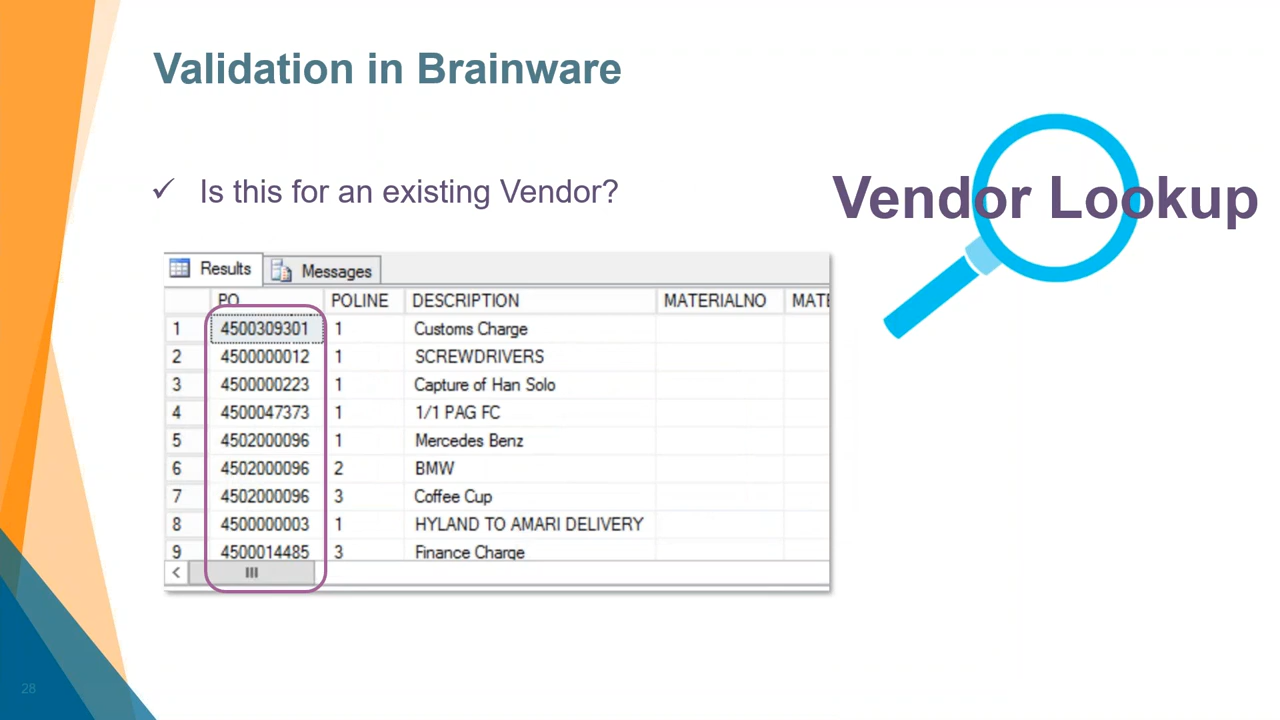 Validation in Brainware
✓ Is this for an existing Vendor?
Vendor Lookup
Results Messages
PO POLINE DESCRIPTION MATERIALNO MATE
1 4500309301 1 Customs Charge
2 4500000012 1 SCREWDRIVERS
3 4500000223 1 Capture of Han Solo
4 4500047373 1 1/1 PAG FC
5 4502000096 1 Mercedes Benz
6 4502000096 2 BMW
7 4502000096 3 Coffee Cup
8 4500000003 1 HYLAND TO AMARI DELIVERY
9 4500014485 3 Finance Charge
28